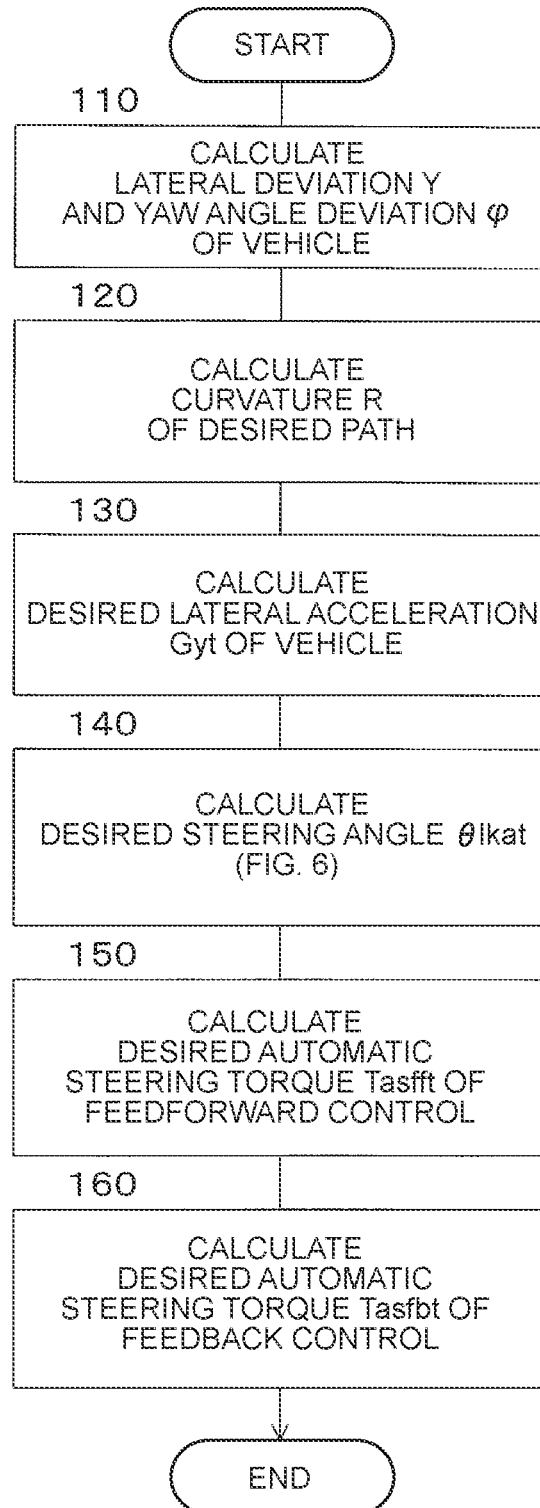 START
110
CALCULATE
LATERAL DEVIATION Y
AND YAW ANGLE DEVIATION φ
OF VEHICLE
120
CALCULATE
CURVATURE R
OF DESIRED PATH
130
CALCULATE
DESIRED LATERAL ACCELERATION
Gyt OF VEHICLE
140
CALCULATE
DESIRED STEERING ANGLE θlkat
(FIG. 6)
150
CALCULATE
DESIRED AUTOMATIC
STEERING TORQUE Tasfft OF
FEEDFORWARD CONTROL
160
CALCULATE
DESIRED AUTOMATIC
STEERING TORQUE Tasfbt OF
FEEDBACK CONTROL
END